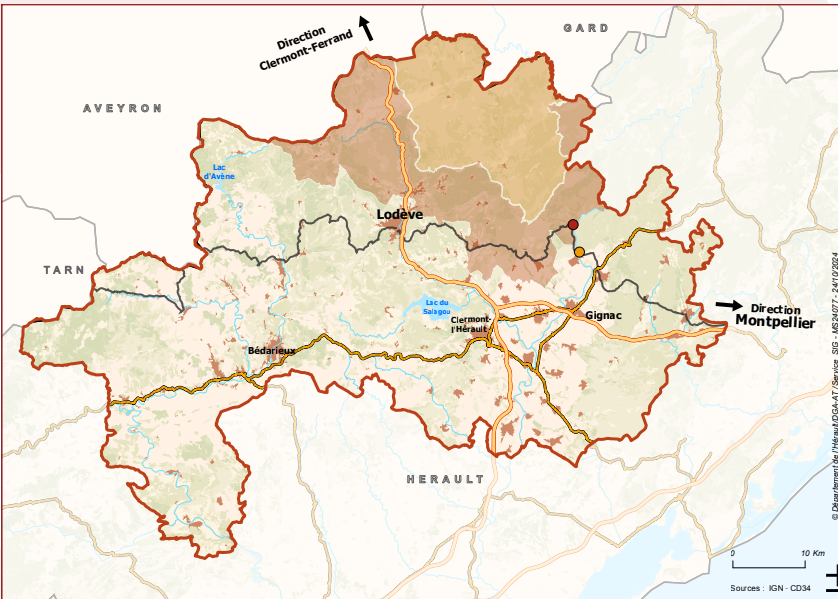 Direction
Clermont-Ferrand
GARD
AVEYRON
Lac
d'Avène
Lodève
TARN
Lac du
Salagou
Clermont-
l'Hérault
Gignac
Direction
Montpellier
Bédarieux
HERAULT
0 10 Km
Sources : IGN - CD34
© Département de l'Hérault/DGA-AT /Service SIG - MS24077 - 24/10/2024